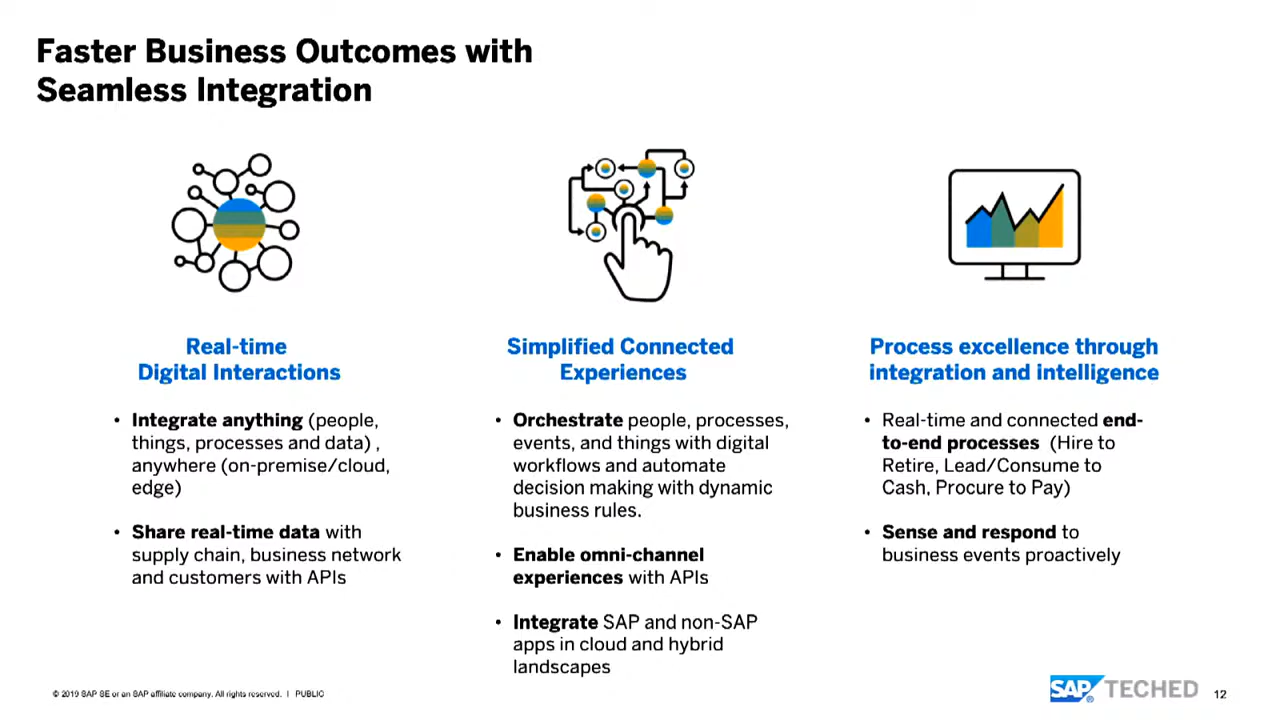 Faster Business Outcomes with
Seamless Integration
Real-time
Digital Interactions
• Integrate anything (people,
things, processes and data) ,
anywhere (on-premise/cloud,
edge)
• Share real-time data with
supply chain, business network
and customers with APIs
Simplified Connected
Experiences
• Orchestrate people, processes,
events, and things with digital
workflows and automate
decision making with dynamic
business rules.
• Enable omni-channel
experiences with APIs
• Integrate SAP and non-SAP
apps in cloud and hybrid
landscapes
Process excellence through
integration and intelligence
• Real-time and connected end-
to-end processes (Hire to
Retire, Lead/Consume to
Cash, Procure to Pay)
• Sense and respond to
business events proactively
© 2019 SAP SE or an SAP affiliate company. All rights reserved. | PUBLIC
SAP® TECHED
12